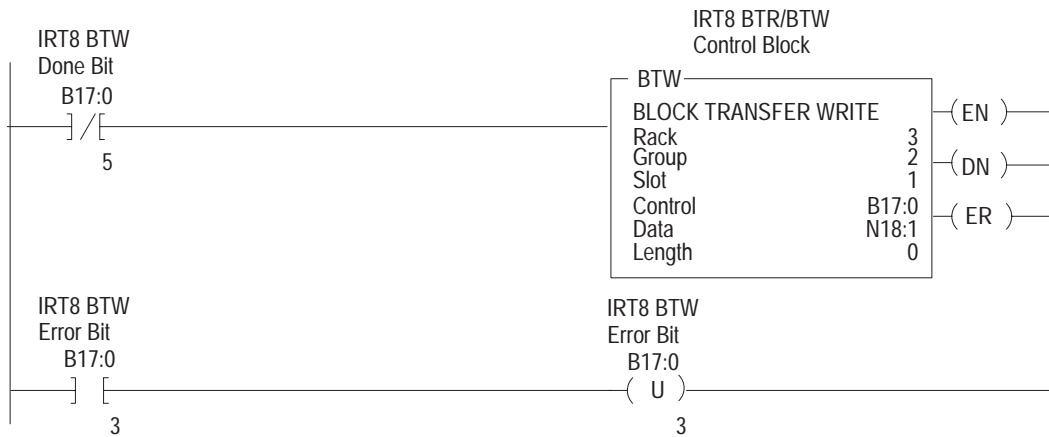 IRT8 BTR/BTW
Control Block
IRT8 BTW
Done Bit
B17:0
5
BTW
BLOCK TRANSFER WRITE
Rack 3
Group 2
Slot 1
Control B17:0
Data N18:1
Length 0
EN
DN
ER
IRT8 BTW
Error Bit
B17:0
3
IRT8 BTW
Error Bit
B17:0
U
3